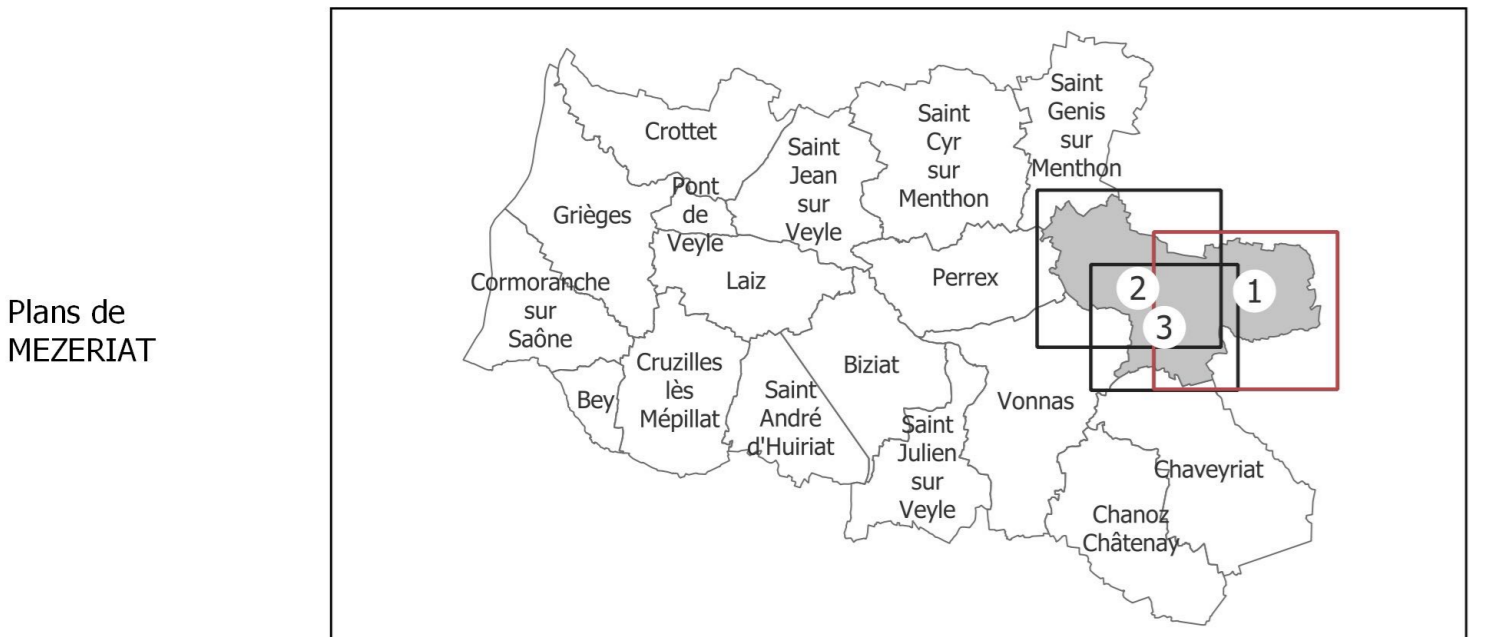 Plans de
MEZERIAT
Crottet
Saint
Jean
sur
Veyle
Saint
Cyr
sur
Menthon
Saint
Genis
sur
Menthon
Pont
de
Veyle
Grièges
Laiz
Perrex
Cormoranche
sur
Saône
Bey
Cruzilles
lès
Mépillat
Saint
André
d'Huiriat
Biziat
Saint
Julien
sur
Veyle
Vonnas
Chaveyriat
Chanoz
Châtenay
2
1
3